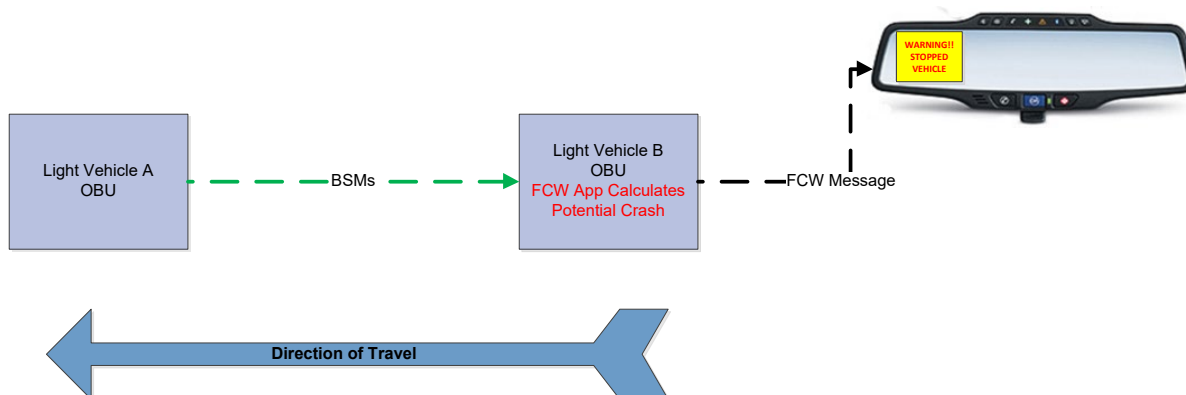 WARNING!!
STOPPED
VEHICLE
Light Vehicle A
OBU
BSMs
Light Vehicle B
OBU
FCW App Calculates
Potential Crash
FCW Message
Direction of Travel